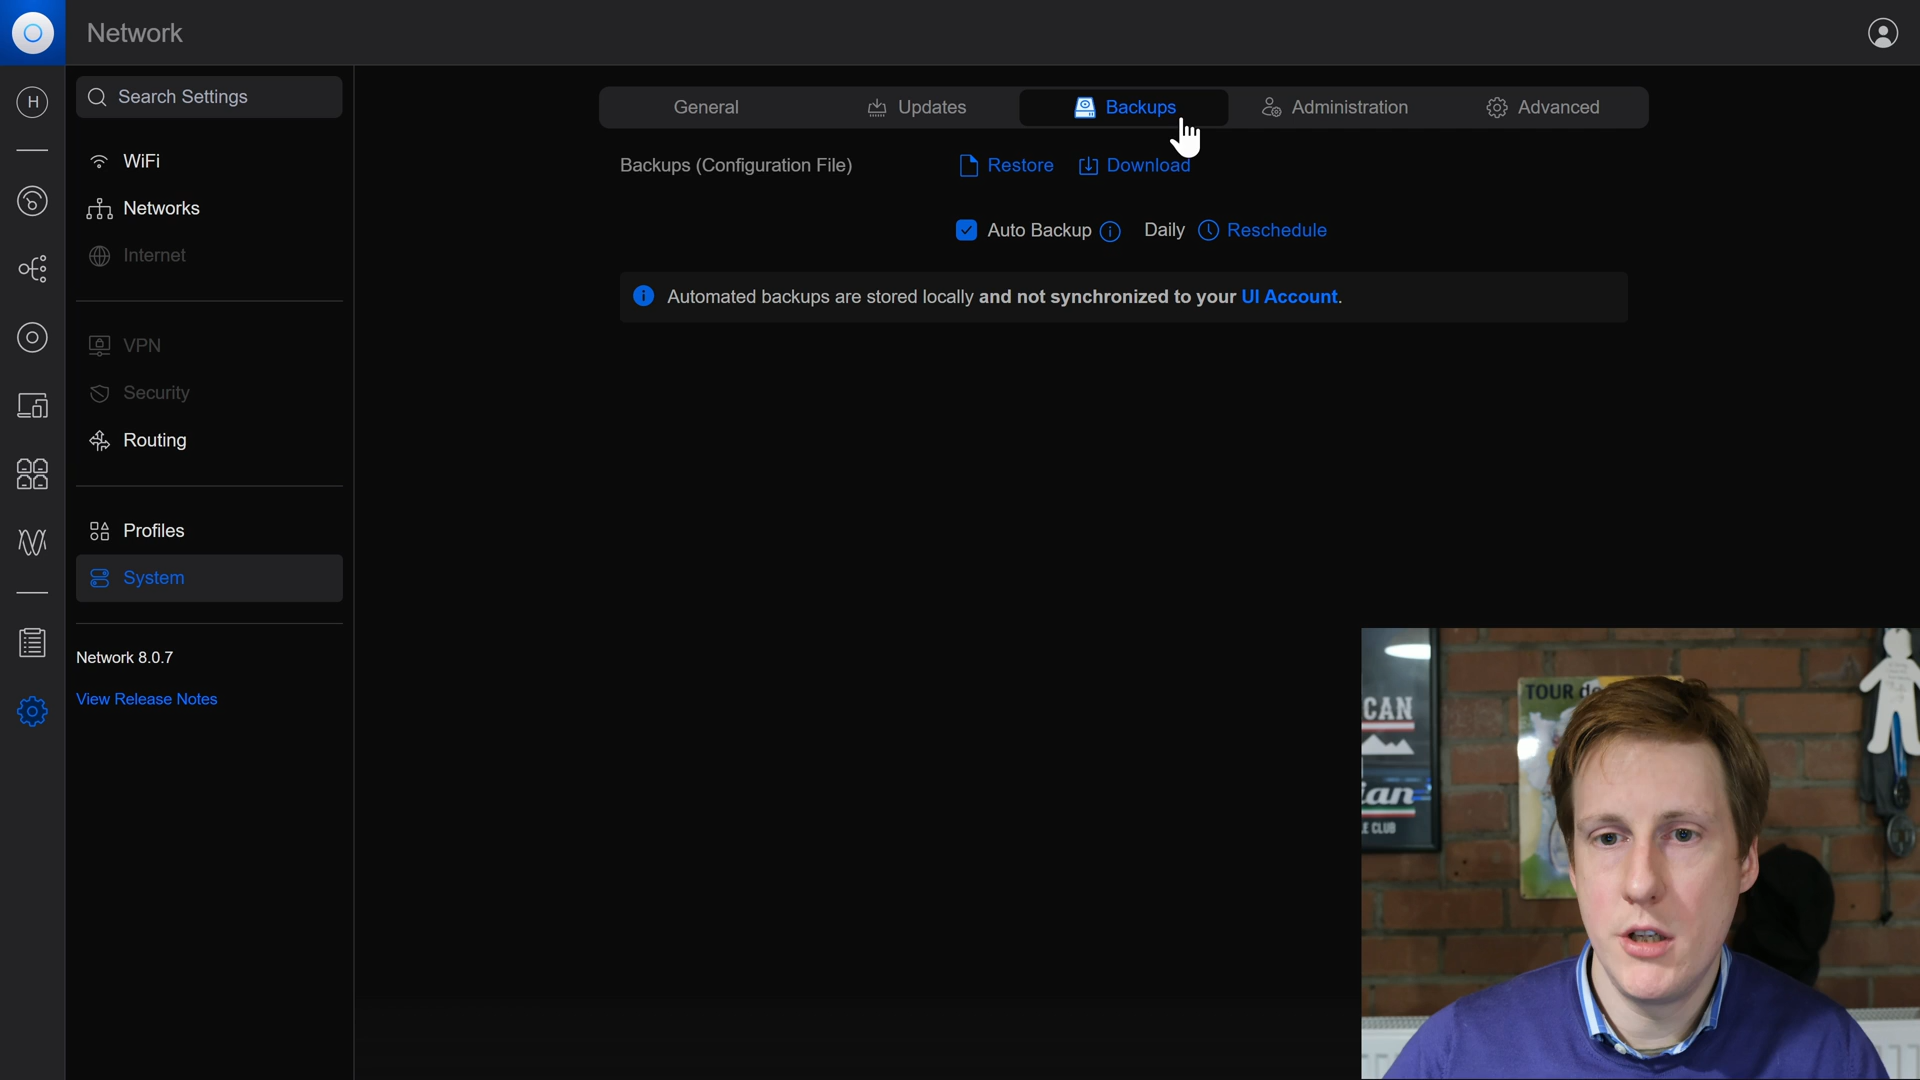 Network
H
Search Settings
General
Updates
Backups
Administration
Advanced
WiFi
Networks
Internet
VPN
Security
Routing
Profiles
System
Network 8.0.7
View Release Notes
Backups (Configuration File)
Restore
Download
Auto Backup
Daily
Reschedule
Automated backups are stored locally and not synchronized to your UI Account.
CAN
ian
E CLUB
TOUR de